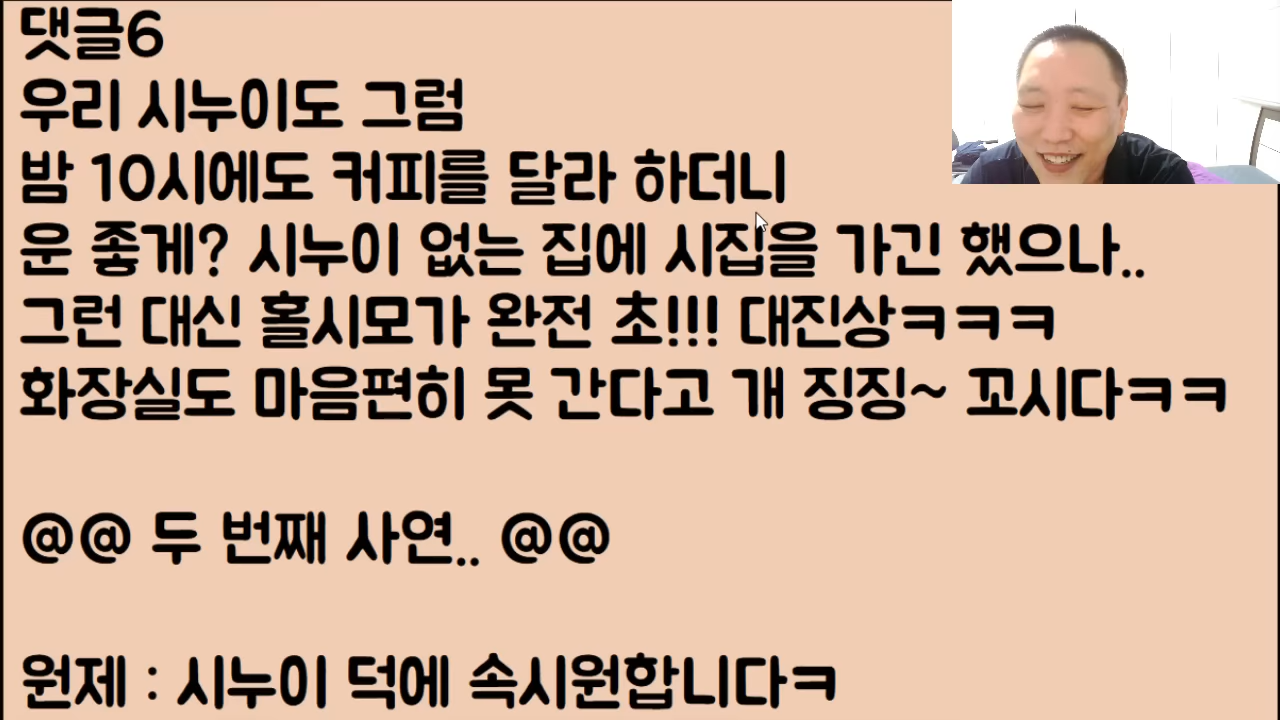 댓글6
우리 시누이도 그럼
밤 10시에도 커피를 달라 하더니
운 좋게? 시누이 없는 집에 시집을 가긴 했으나..
그런 대신 홀시모가 완전 초!!! 대진상ㅋㅋㅋ
화장실도 마음편히 못 간다고 개 징징~ 꼬시다ㅋㅋ
@@ 두 번째 사연.. @@
원제 : 시누이 덕에 속시원합니다ㅋ